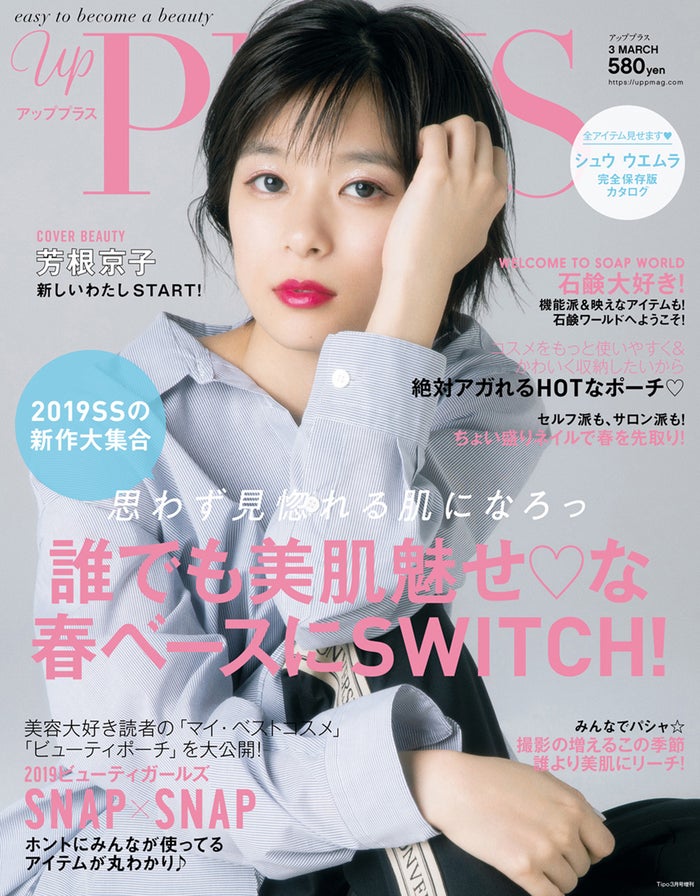 easy to become a beauty
up PLUS
アッププラス
アッププラス
3 MARCH
580yen
https://uppmag.com
全アイテム見せます♥
シュウ ウエムラ
完全保存版
カタログ
COVER BEAUTY
芳根京子
新しいわたしSTART!
WELCOME TO SOAP WORLD
石鹸大好き!
機能派&映えなアイテムも!
石鹸ワールドへようこそ!
コスメをもっと使いやすく&
かわいく収納したいから
絶対アガれるHOTなポーチ♡
セルフ派も、サロン派も!
ちょい盛りネイルで春を先取り!
2019SSの
新作大集合
思わず見惚れる肌になろっ
誰でも美肌魅せ♡な
春ベースにSWITCH!
美容大好き読者の「マイ・ベストコスメ」
「ビューティポーチ」を大公開!
2019ビューティガールズ
SNAP×SNAP
ホントにみんなが使ってる
アイテムが丸わかり♪
みんなでパシャ☆
撮影の増えるこの季節
誰より美肌にリーチ!
Tipo3月号増刊